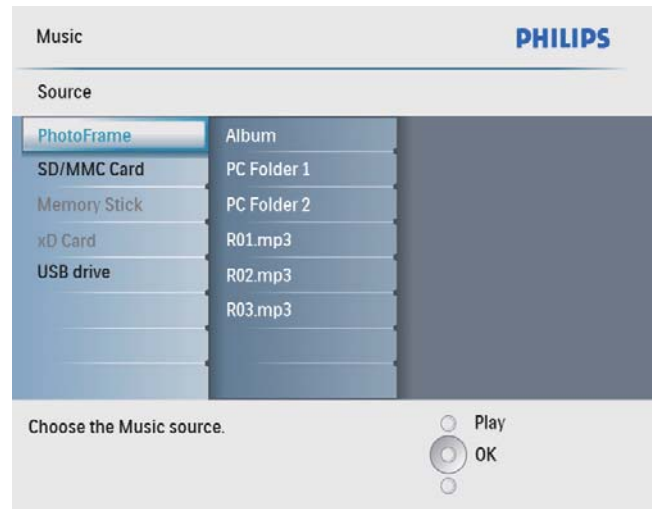 Music
PHILIPS
Source
PhotoFrame
SD/MMC Card
Memory Stick
xD Card
USB drive
Album
PC Folder 1
PC Folder 2
R01.mp3
R02.mp3
R03.mp3
Choose the Music source.
Play
OK